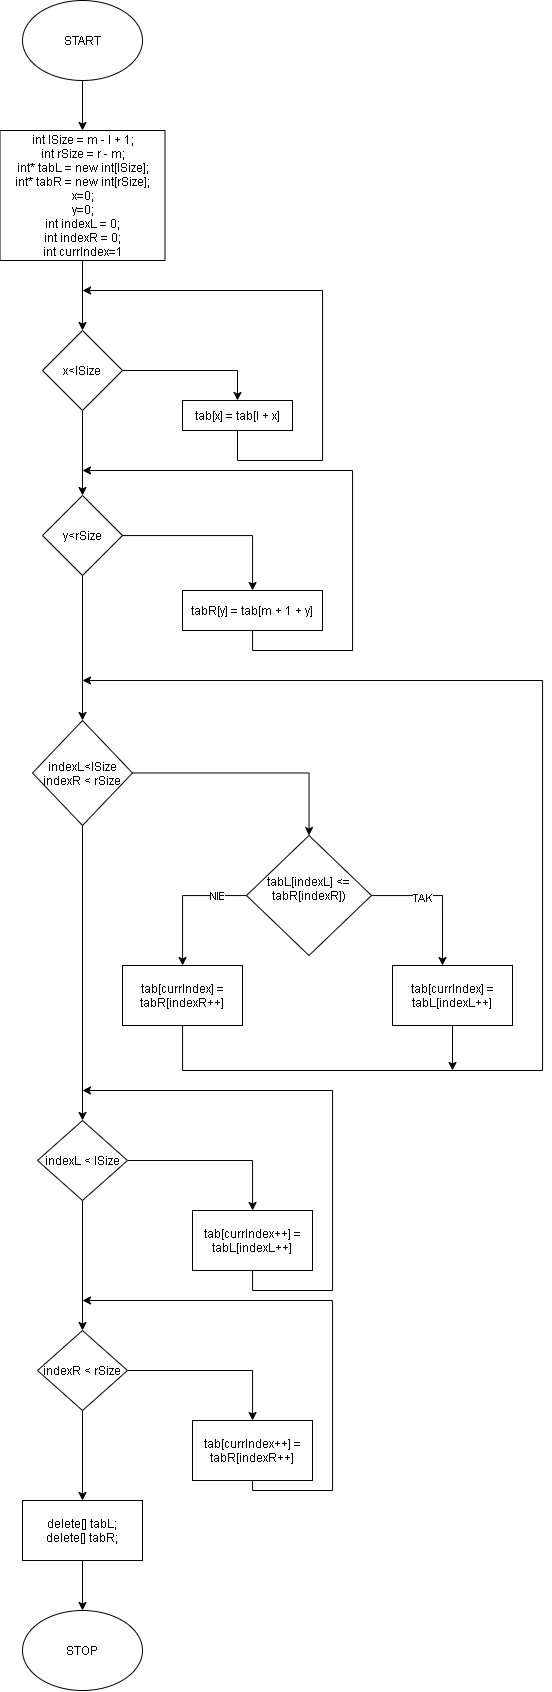 START
int lSize = m - l + 1;
int rSize = r - m;
int* tabL = new int[lSize];
int* tabR = new int[rSize];
x=0;
y=0;
int indexL = 0;
int indexR = 0;
int currIndex=1
x<lSize
tab[x] = tab[l + x]
y<rSize
tabR[y] = tab[m + 1 + y]
indexL<lSize
indexR < rSize
tabL[indexL] <=
tabR[indexR])
NIE
TAK
tab[currIndex] =
tabR[indexR++]
tab[currIndex] =
tabL[indexL++]
indexL < lSize
tab[currIndex++] =
tabL[indexL++]
indexR < rSize
tab[currIndex++] =
tabR[indexR++]
delete[] tabL;
delete[] tabR;
STOP